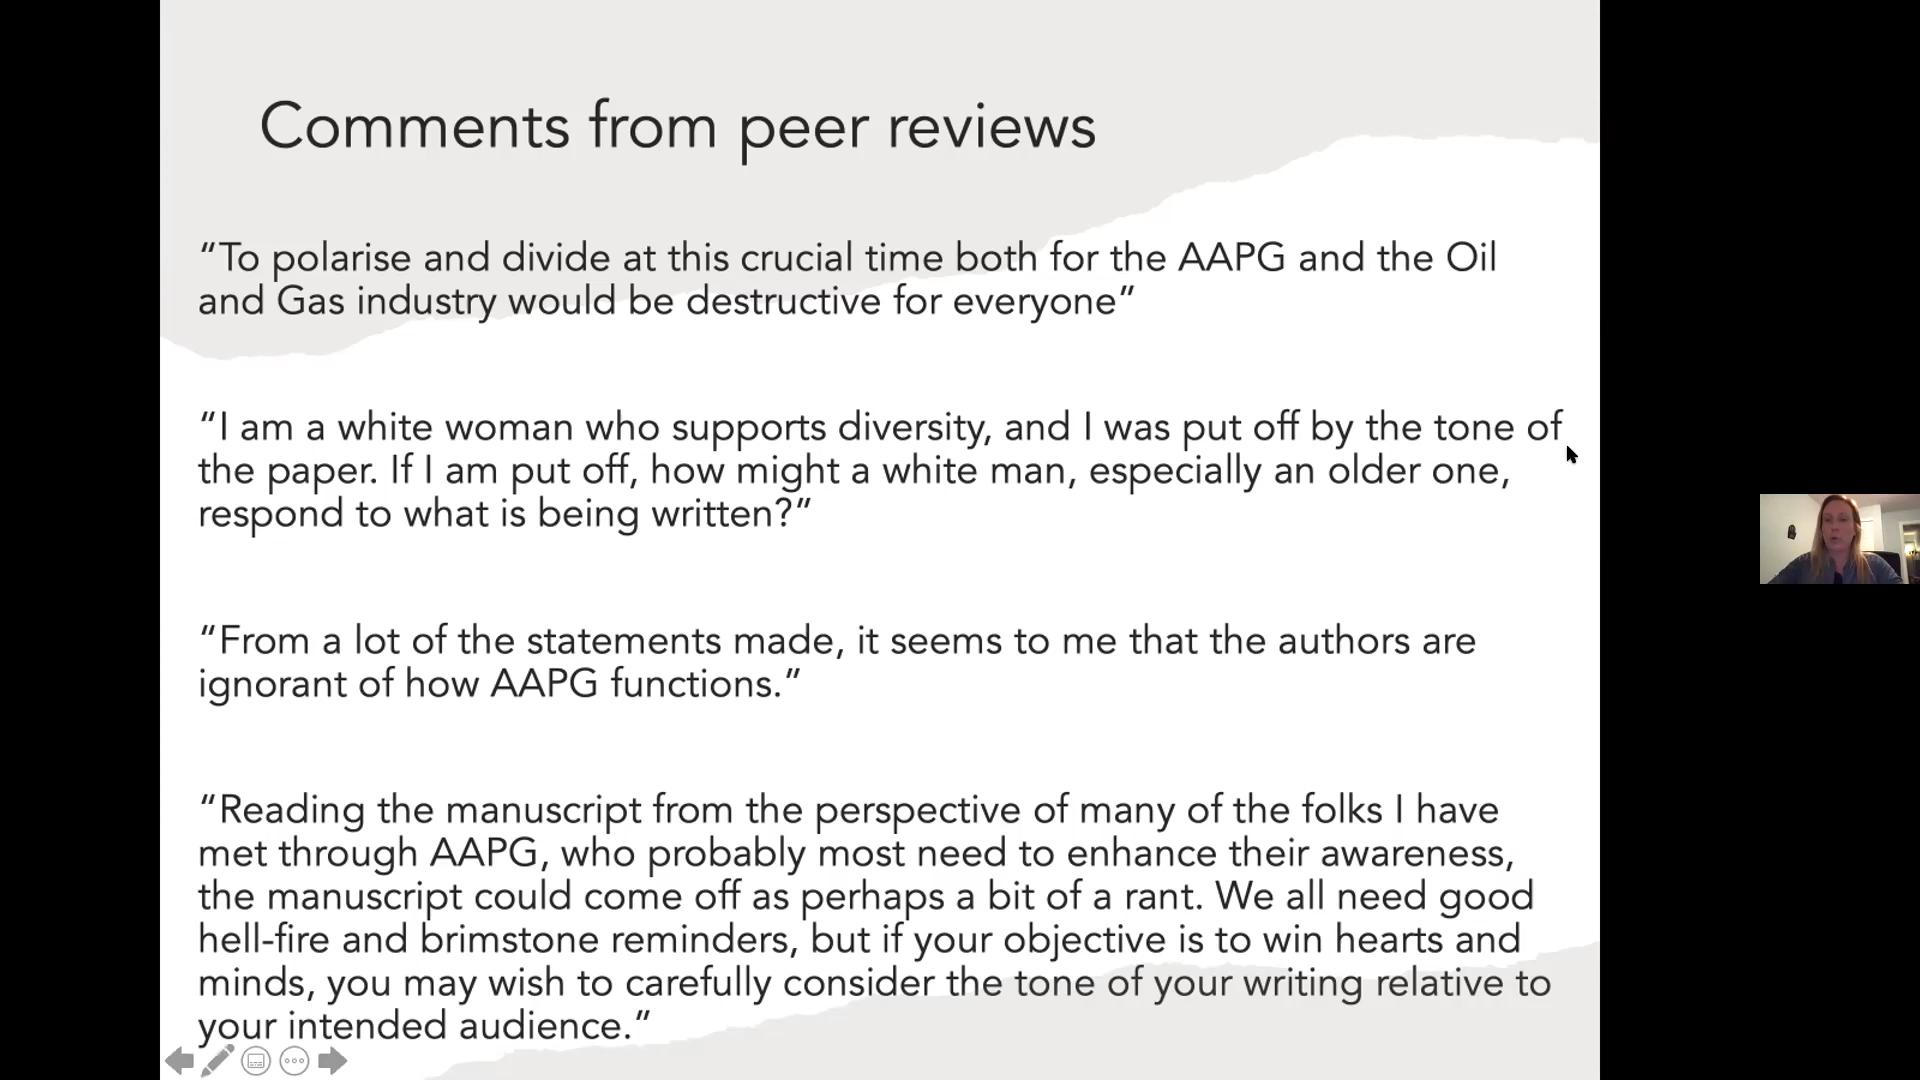 Comments from peer reviews
“To polarise and divide at this crucial time both for the AAPG and the Oil
and Gas industry would be destructive for everyone”
“I am a white woman who supports diversity, and I was put off by the tone of
the paper. If I am put off, how might a white man, especially an older one,
respond to what is being written?”
“From a lot of the statements made, it seems to me that the authors are
ignorant of how AAPG functions.”
“Reading the manuscript from the perspective of many of the folks I have
met through AAPG, who probably most need to enhance their awareness,
the manuscript could come off as perhaps a bit of a rant. We all need good
hell-fire and brimstone reminders, but if your objective is to win hearts and
minds, you may wish to carefully consider the tone of your writing relative to
your intended audience.”